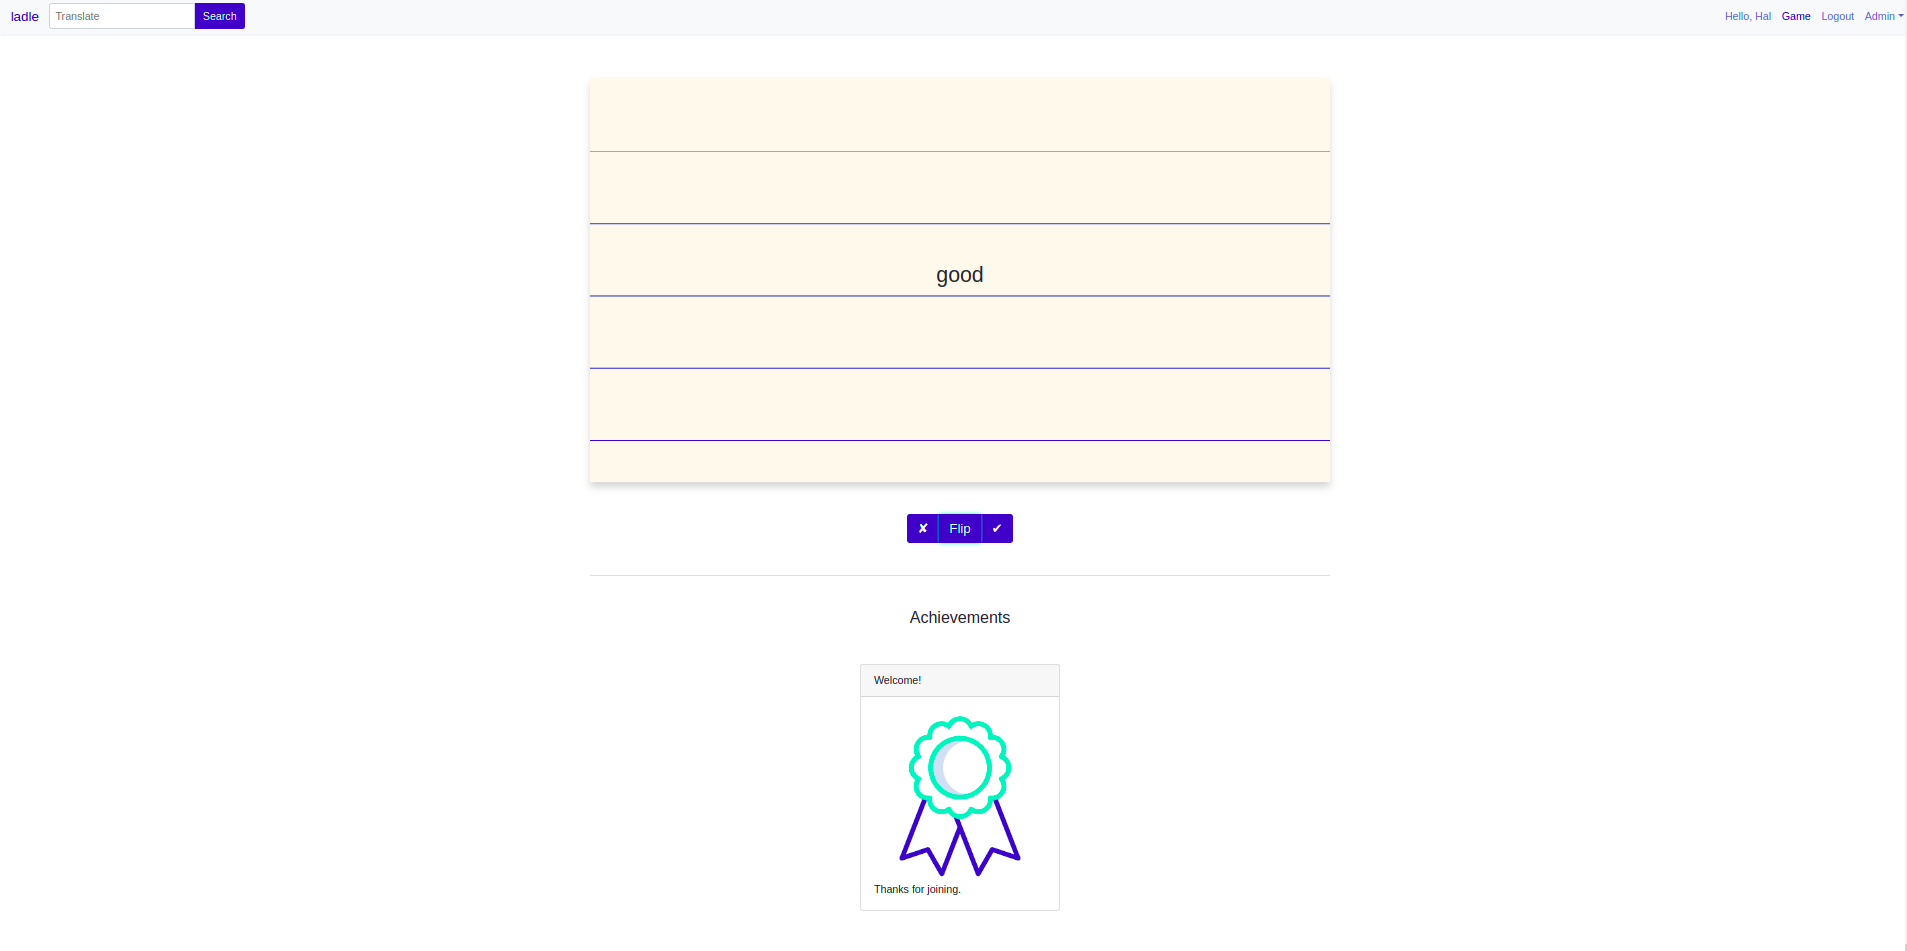 ladle Translate Search Hello, Hal Game Logout Admin
good
✘ Flip ✔
Achievements
Welcome!
Thanks for joining.